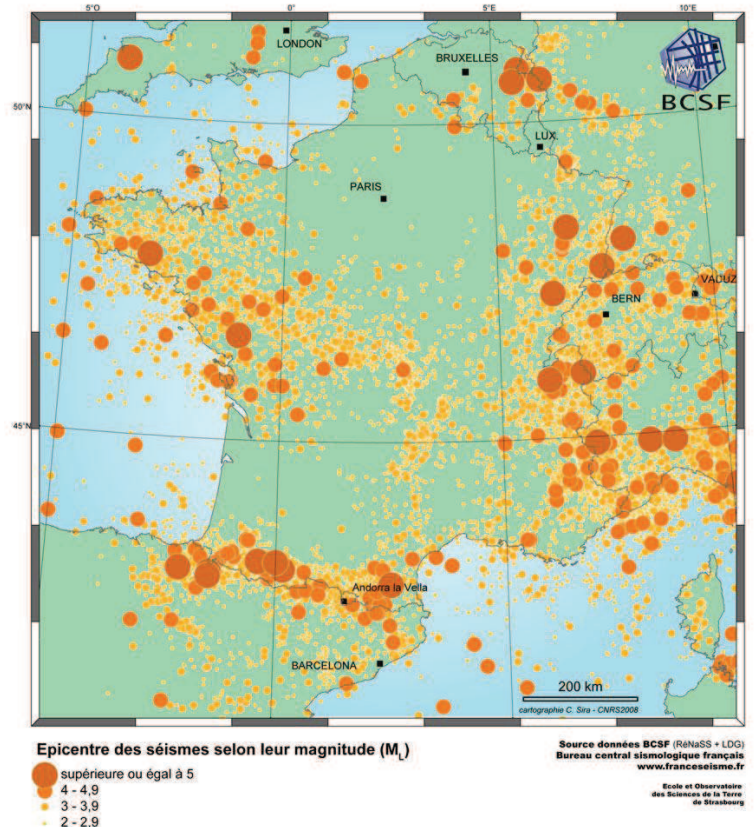 5°O
0°
5°E
10°E
LONDON
BRUXELLES
BCSF
50°N
LUX.
PARIS
VADUZ
BERN
45°N
Andorra la Vella
BARCELONA
200 km
cartographie C. Sira - CNRS2008
Epicentre des séismes selon leur magnitude (M_L)
supérieure ou égal à 5
4 - 4,9
3 - 3,9
2 - 2.9
Source données BCSF (RéNaSS + LDG)
Bureau central sismologique français
www.franceseisme.fr
Ecole et Observatoire
des Sciences de la Terre
de Strasbourg